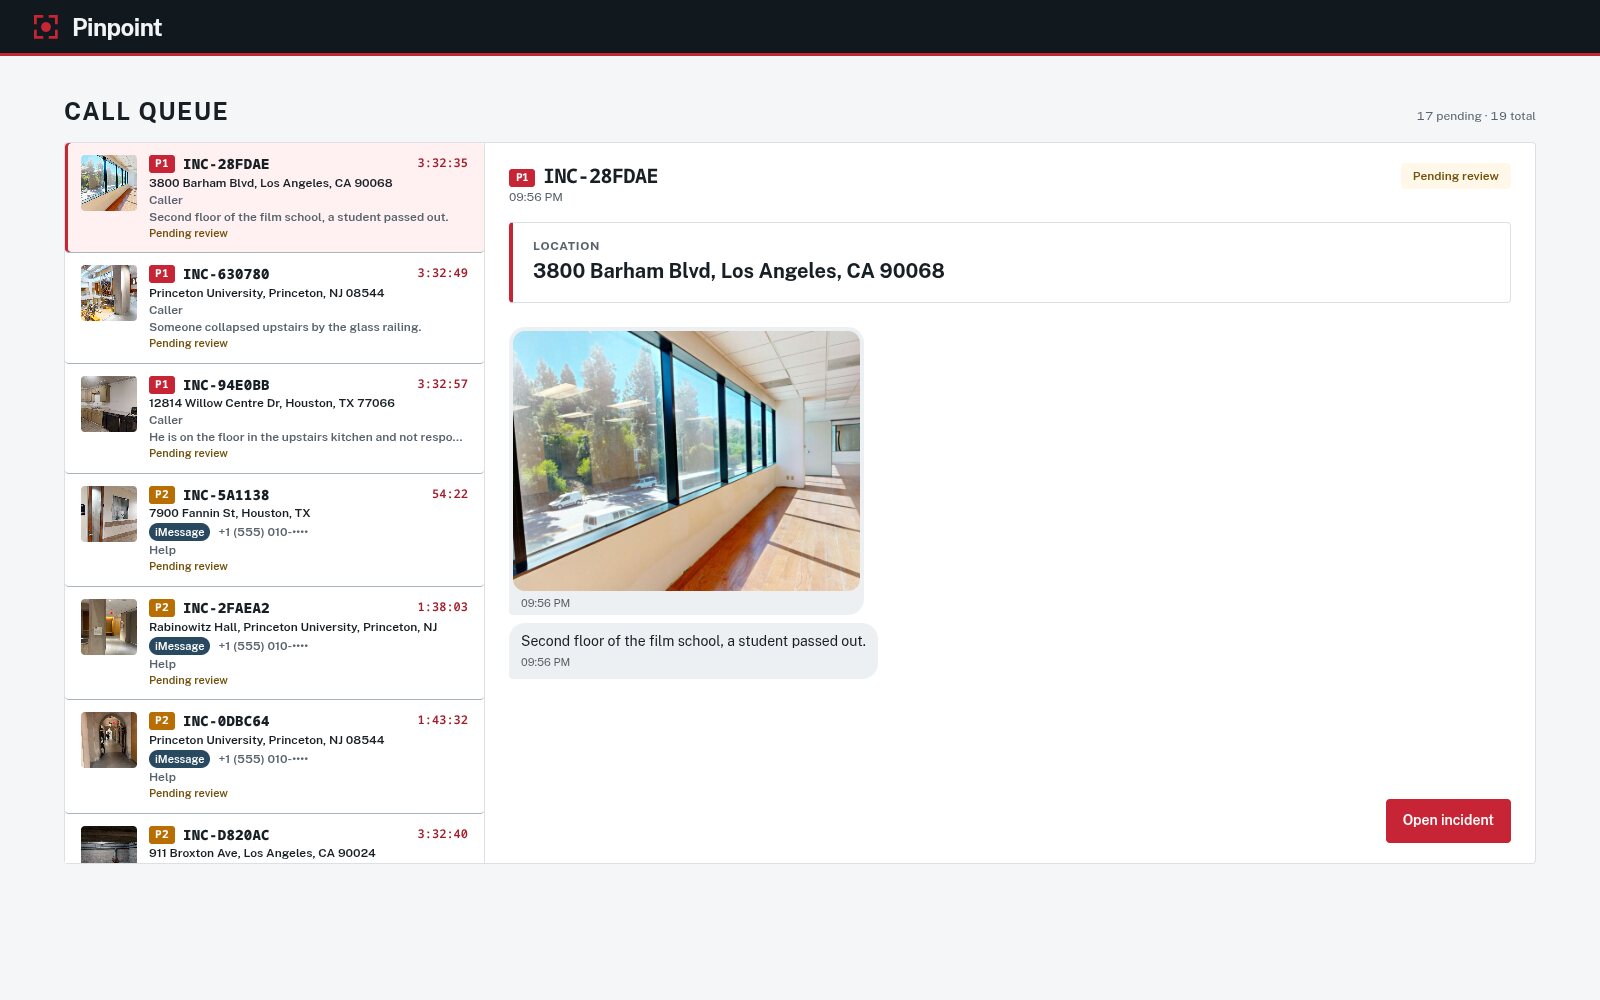 Pinpoint
CALL QUEUE
17 pending · 19 total
P1 INC-28FDAE 3:32:35
3800 Barham Blvd, Los Angeles, CA 90068
Caller
Second floor of the film school, a student passed out.
Pending review
P1 INC-630780 3:32:49
Princeton University, Princeton, NJ 08544
Caller
Someone collapsed upstairs by the glass railing.
Pending review
P1 INC-94E0BB 3:32:57
12814 Willow Centre Dr, Houston, TX 77066
Caller
He is on the floor in the upstairs kitchen and not respo...
Pending review
P2 INC-5A1138 54:22
7900 Fannin St, Houston, TX
iMessage +1 (555) 010-••••
Help
Pending review
P2 INC-2FAEA2 1:38:03
Rabinowitz Hall, Princeton University, Princeton, NJ
iMessage +1 (555) 010-••••
Help
Pending review
P2 INC-0DBC64 1:43:32
Princeton University, Princeton, NJ 08544
iMessage +1 (555) 010-••••
Help
Pending review
P2 INC-D820AC 3:32:40
911 Broxton Ave, Los Angeles, CA 90024
P1 INC-28FDAE
Pending review
09:56 PM
LOCATION
3800 Barham Blvd, Los Angeles, CA 90068
09:56 PM
Second floor of the film school, a student passed out.
09:56 PM
Open incident